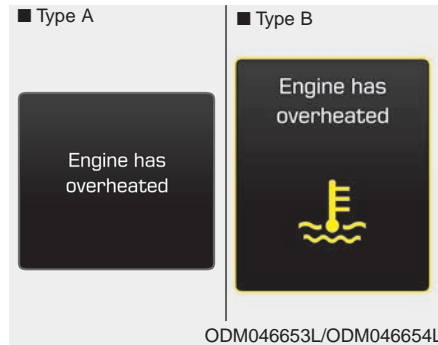 ■ Type A
Engine has
overheated
■ Type B
Engine has
overheated
ODM046653L/ODM046654L